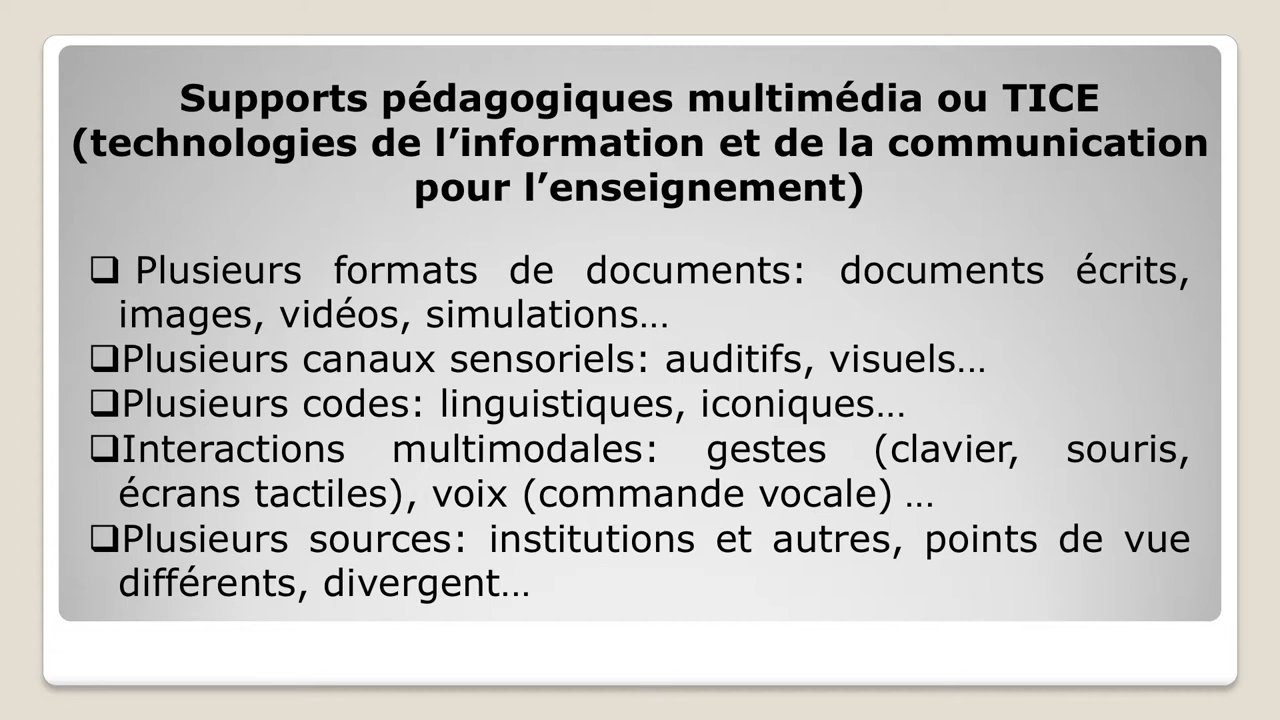 Supports pédagogiques multimédia ou TICE
(technologies de l’information et de la communication
pour l’enseignement)
❑ Plusieurs formats de documents: documents écrits,
images, vidéos, simulations…
❑Plusieurs canaux sensoriels: auditifs, visuels…
❑Plusieurs codes: linguistiques, iconiques…
❑Interactions multimodales: gestes (clavier, souris,
écrans tactiles), voix (commande vocale) …
❑Plusieurs sources: institutions et autres, points de vue
différents, divergent…